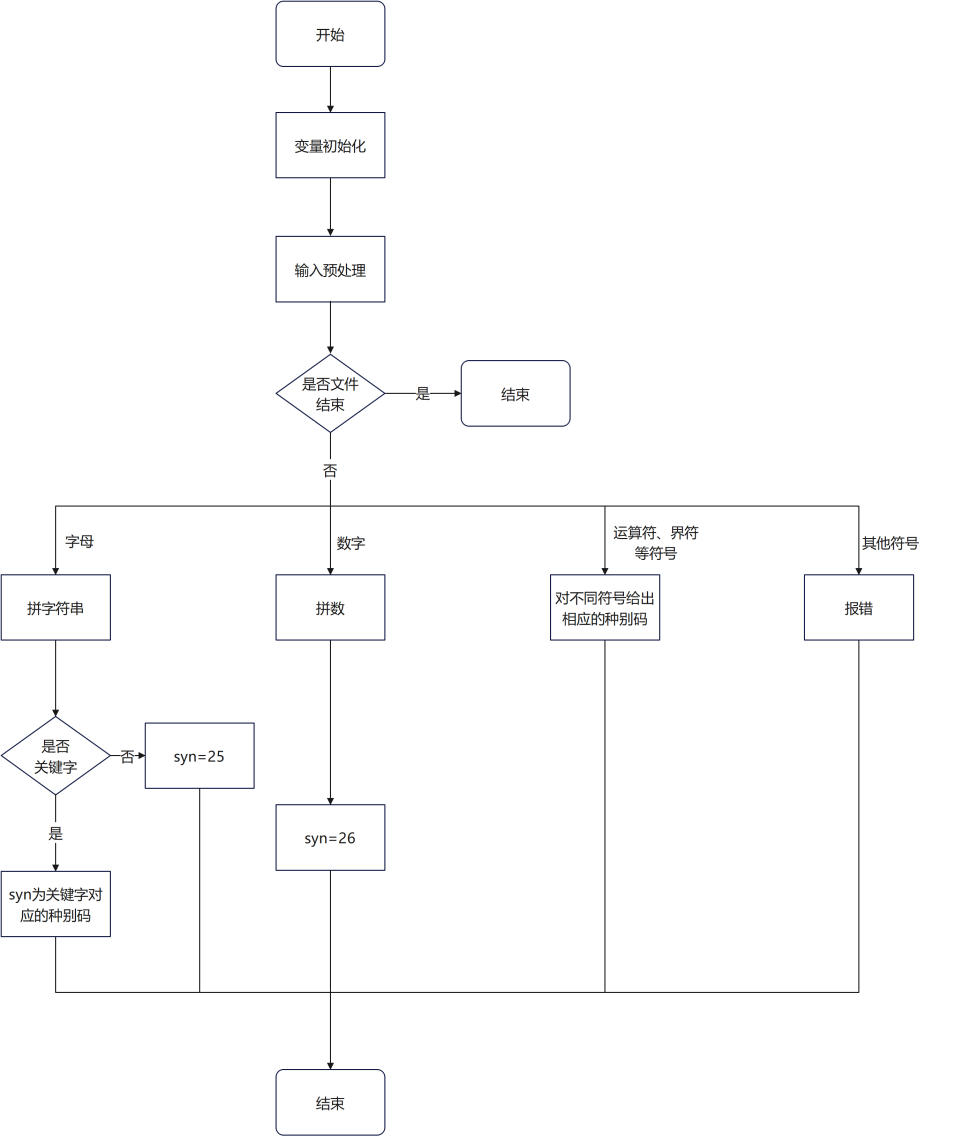 开始
变量初始化
输入预处理
是否文件
结束
是
结束
否
字母
数字
运算符、界符
等符号
其他符号
拼字符串
拼数
对不同符号给出
相应的种别码
报错
是否
关键字
否
syn=25
是
syn=26
syn为关键字对
应的种别码
结束